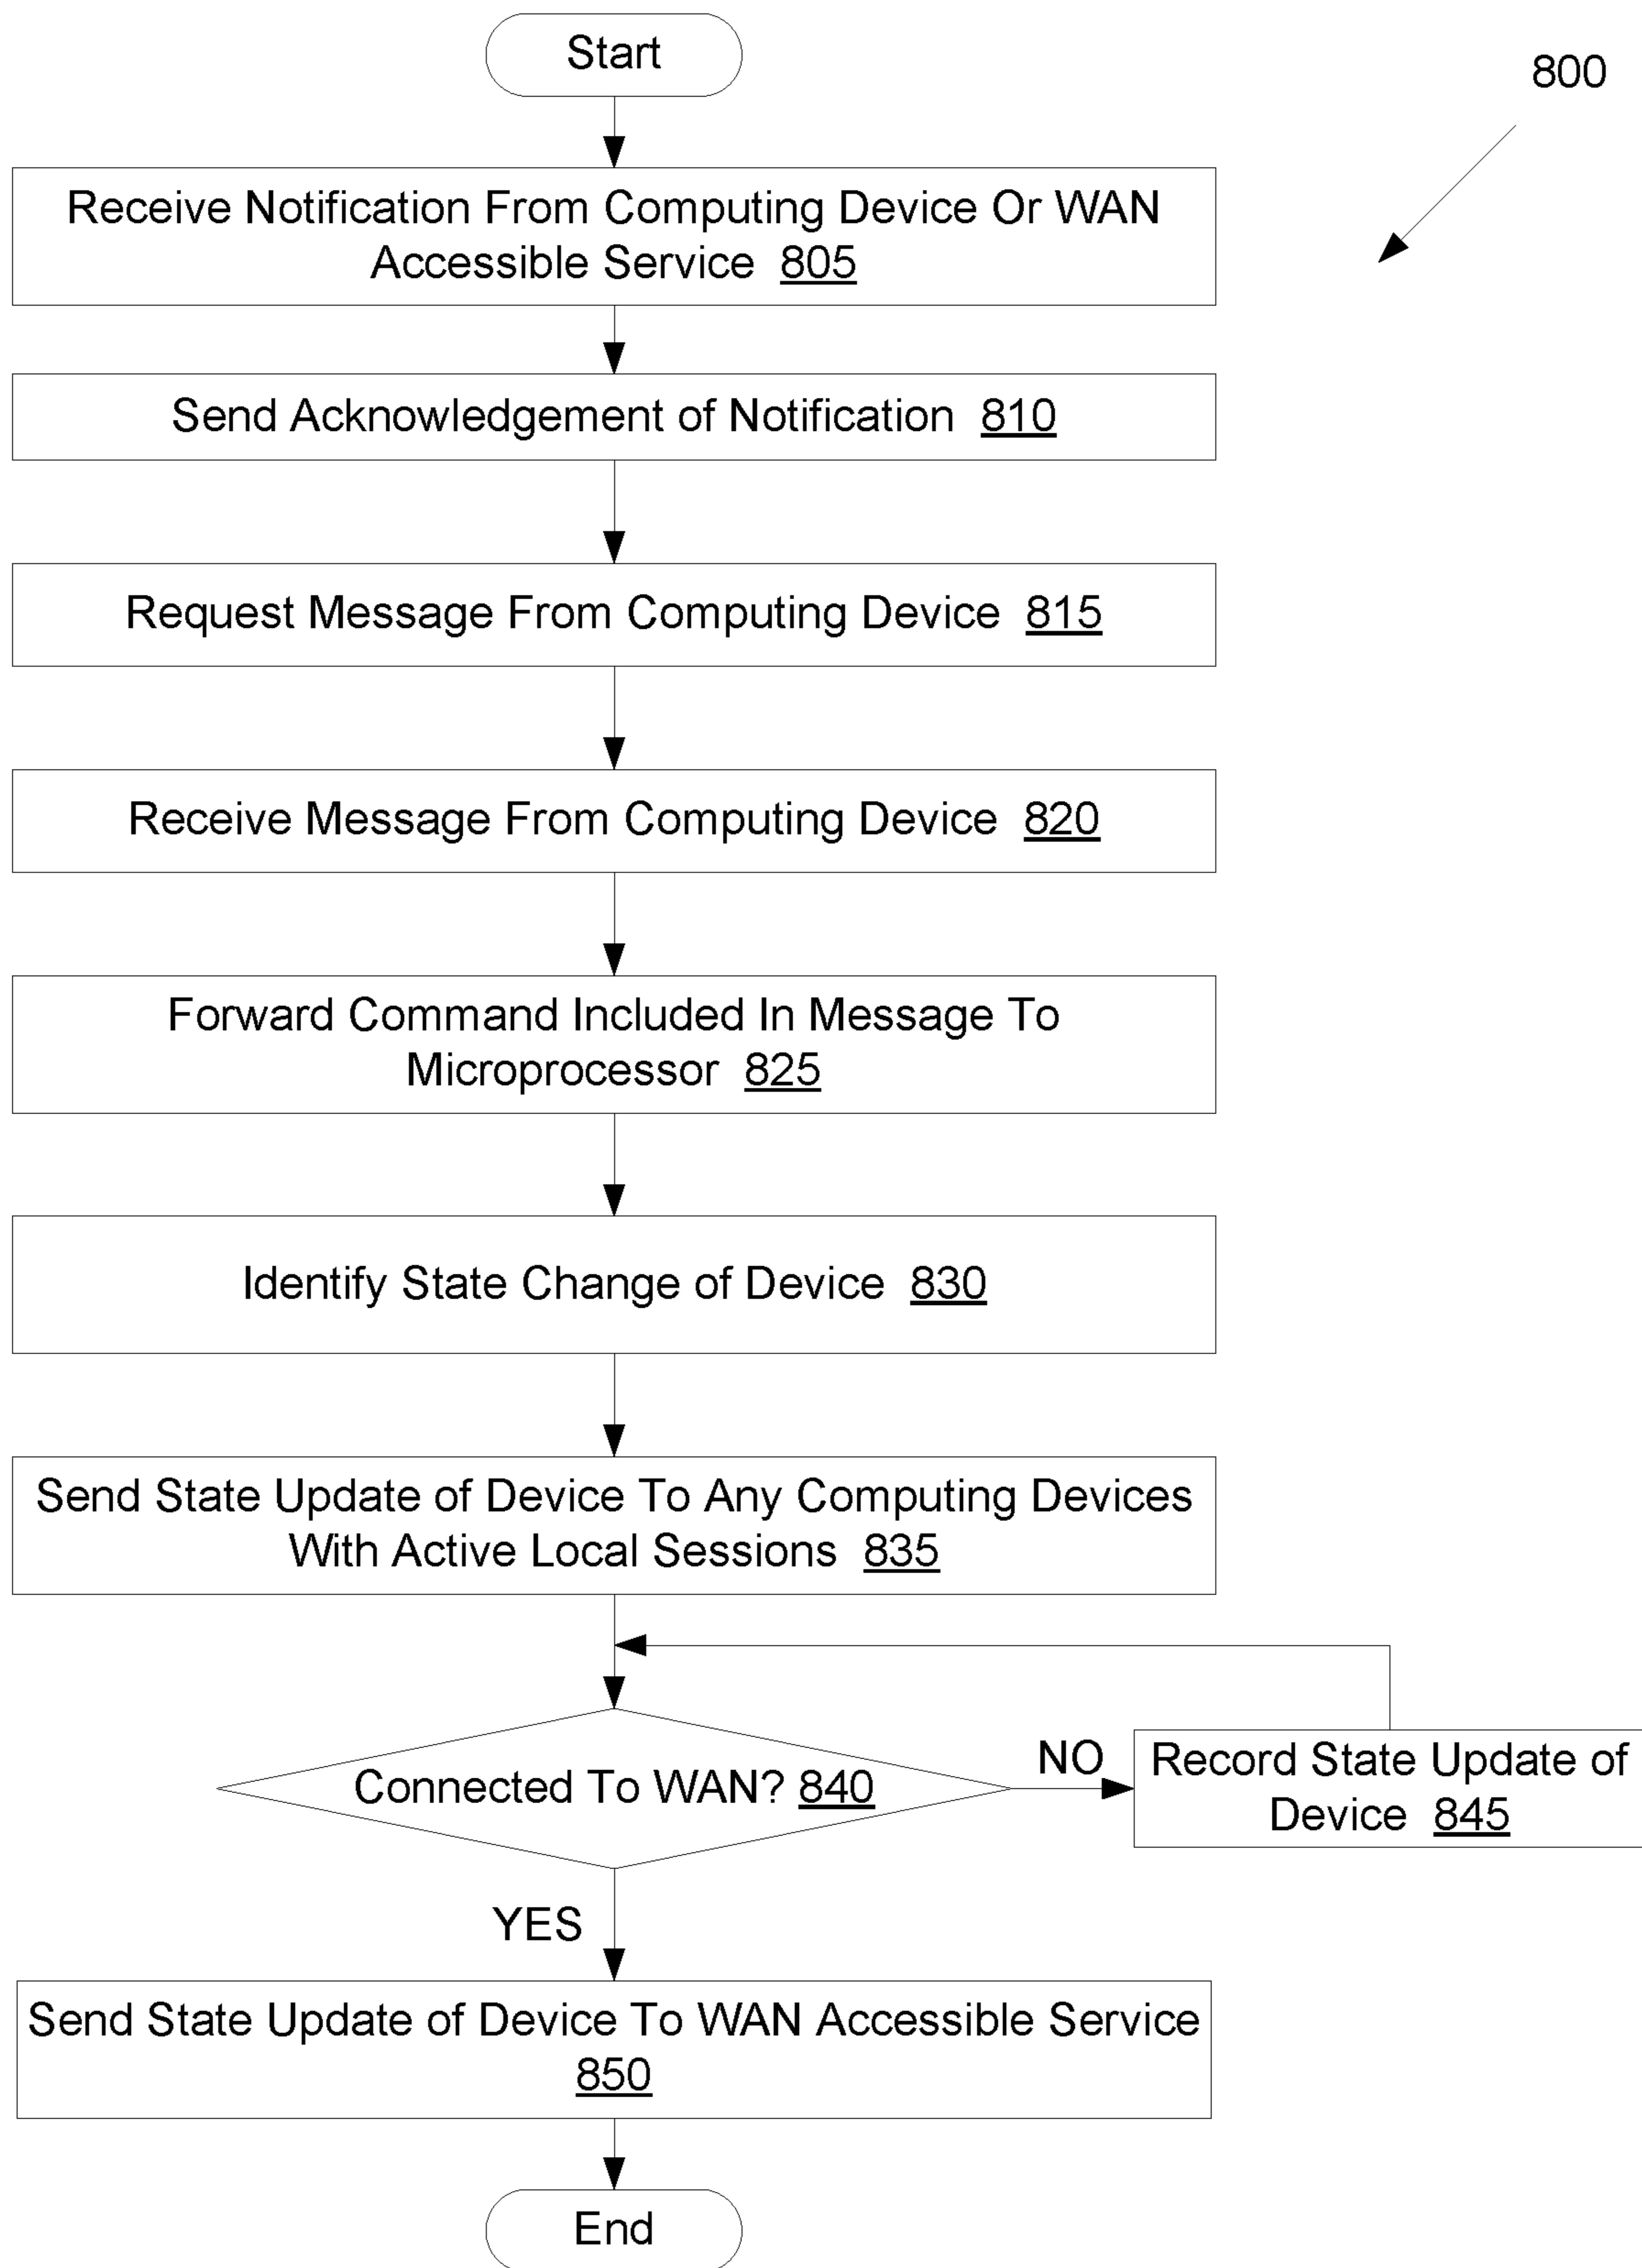 Start
800
Receive Notification From Computing Device Or WAN
Accessible Service 805
Send Acknowledgement of Notification 810
Request Message From Computing Device 815
Receive Message From Computing Device 820
Forward Command Included In Message To
Microprocessor 825
Identify State Change of Device 830
Send State Update of Device To Any Computing Devices
With Active Local Sessions 835
Connected To WAN? 840
NO
Record State Update of
Device 845
YES
Send State Update of Device To WAN Accessible Service
850
End